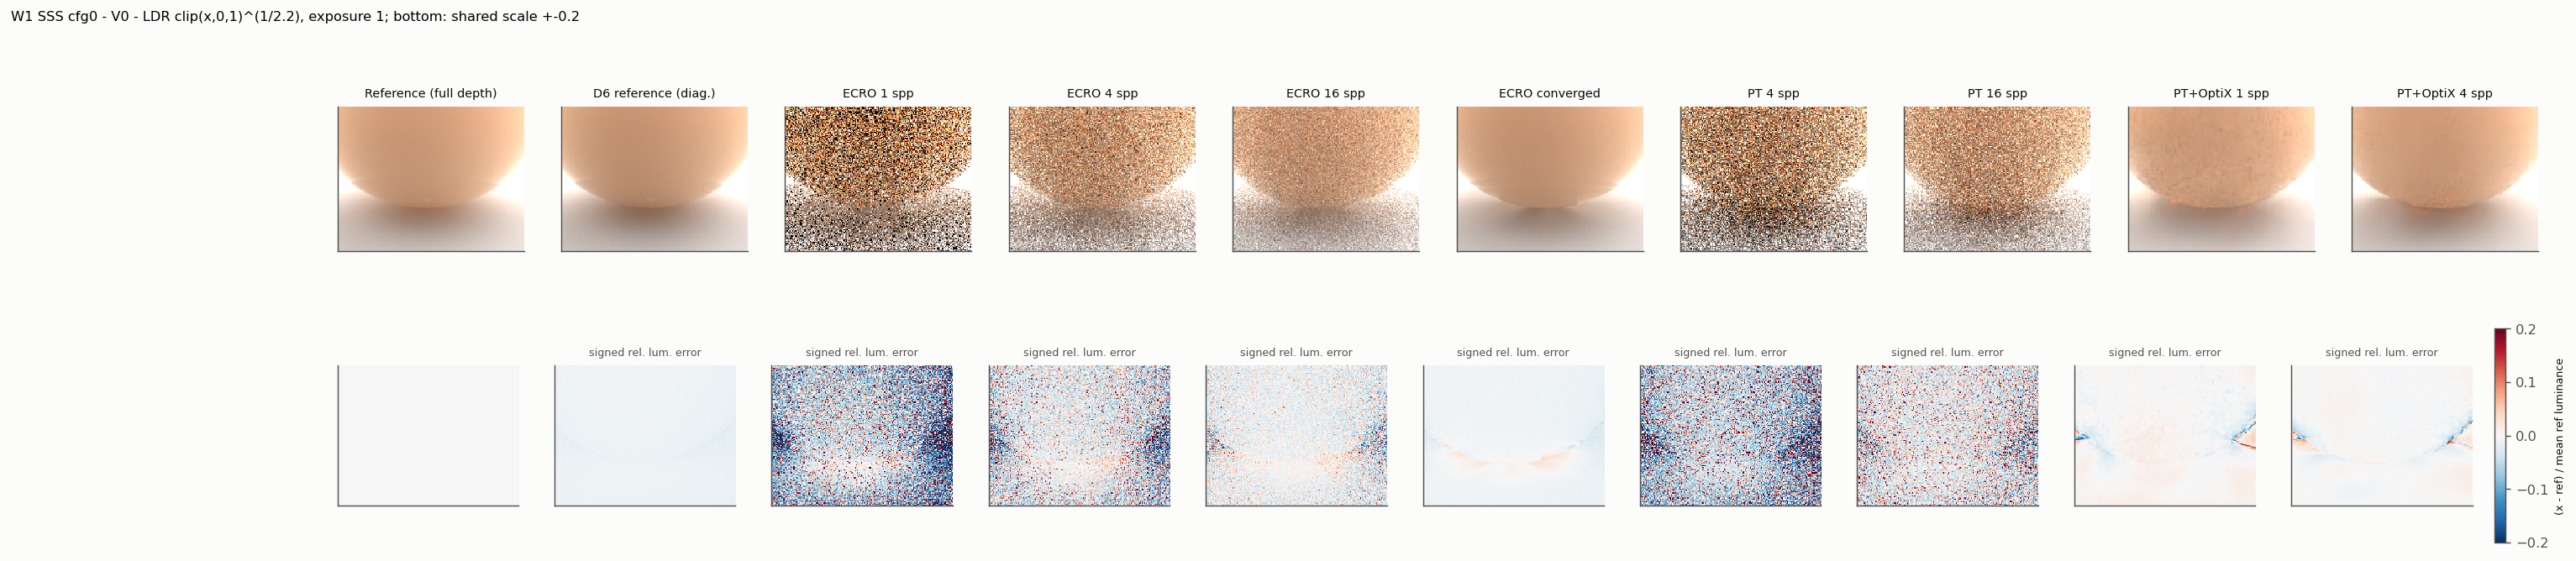 W1 SSS cfg0 - V0 - LDR clip(x,0,1)^(1/2.2), exposure 1; bottom: shared scale +-0.2
Reference (full depth)
D6 reference (diag.)
ECRO 1 spp
ECRO 4 spp
ECRO 16 spp
ECRO converged
PT 4 spp
PT 16 spp
PT+OptiX 1 spp
PT+OptiX 4 spp
signed rel. lum. error
signed rel. lum. error
signed rel. lum. error
signed rel. lum. error
signed rel. lum. error
signed rel. lum. error
signed rel. lum. error
signed rel. lum. error
signed rel. lum. error
0.2
0.1
0.0
−0.1
−0.2
(x - ref) / mean ref luminance